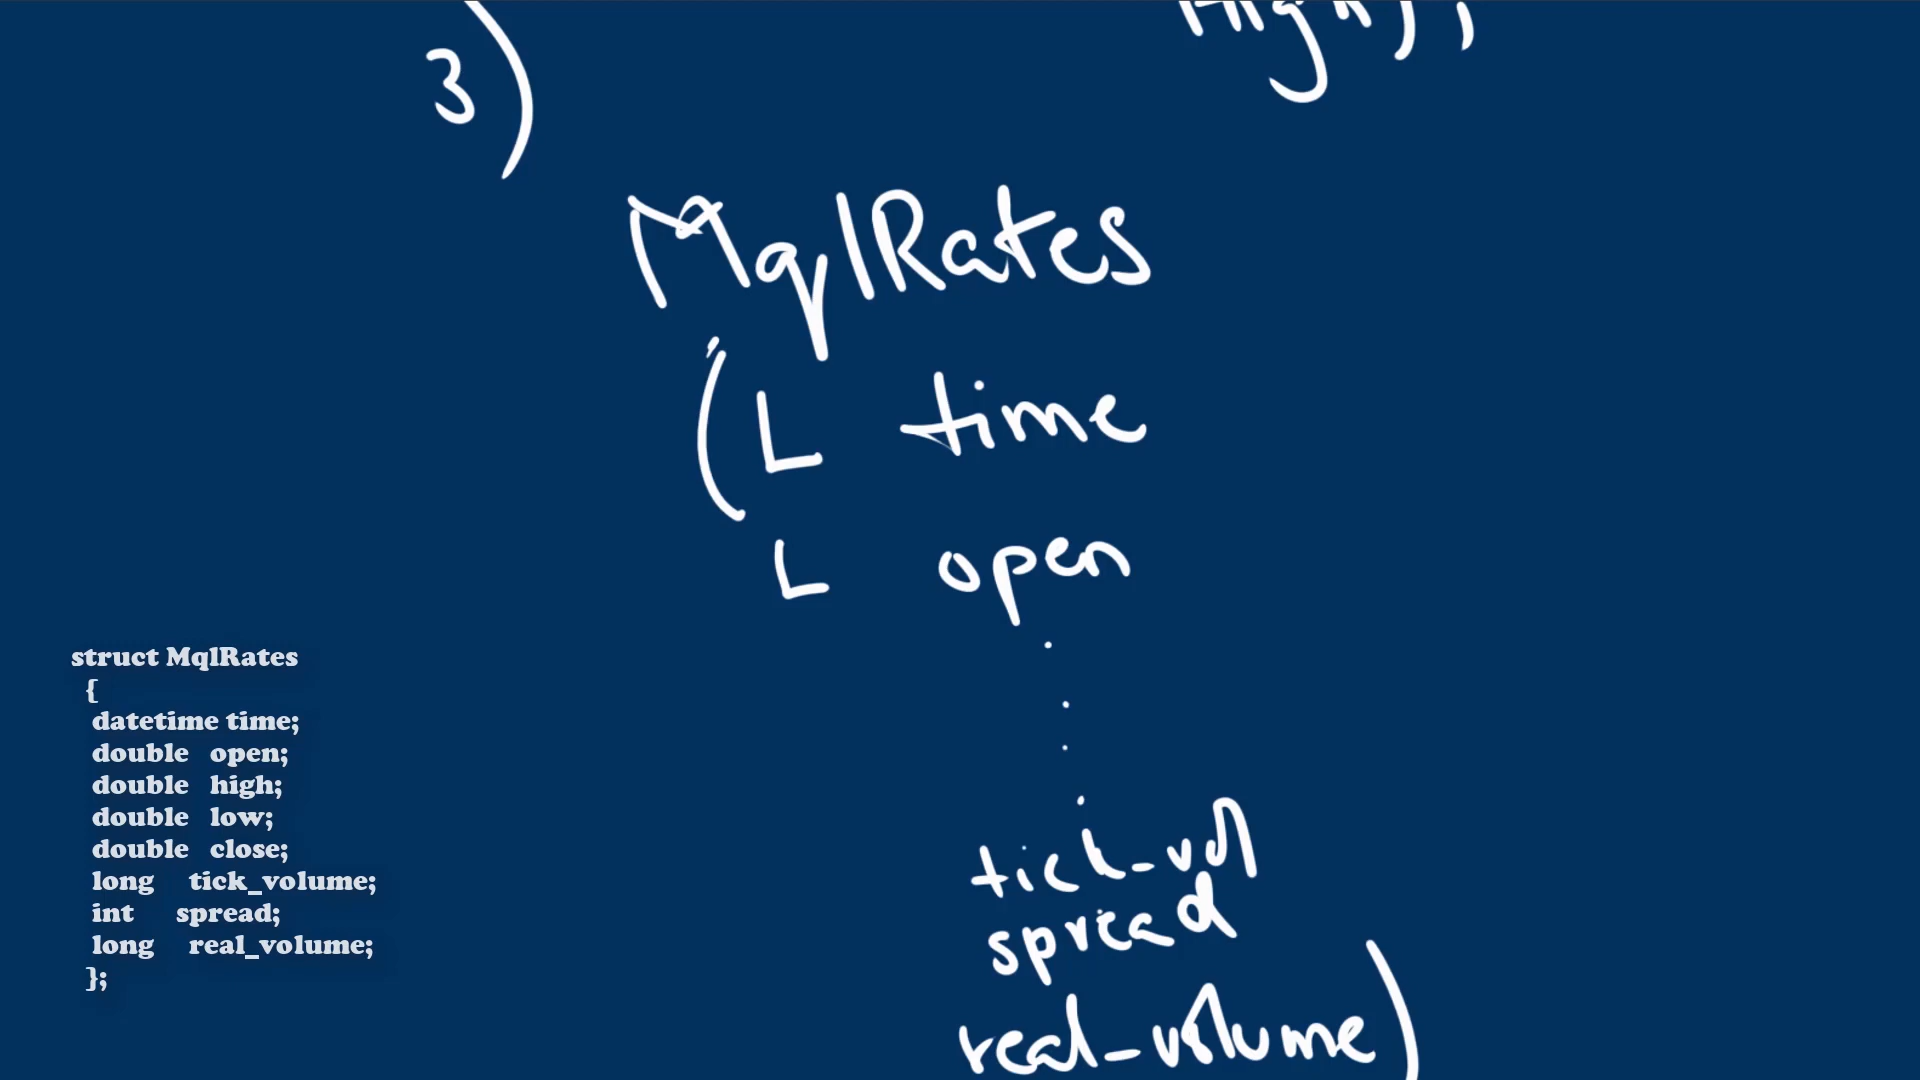 High);
3)
MqlRates
(L time
L open
.
.
.
.
tick_vol
spread
real_volume)
struct MqlRates
{
datetime time;
double open;
double high;
double low;
double close;
long tick_volume;
int spread;
long real_volume;
};